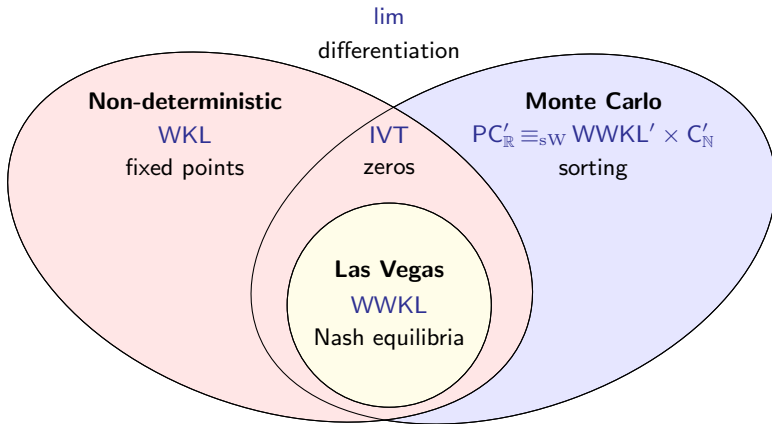 lim
differentiation
Non-deterministic
WKL
fixed points
IVT
zeros
Monte Carlo
PC′ℝ ≡sW WWKL′ × C′ℕ
sorting
Las Vegas
WWKL
Nash equilibria